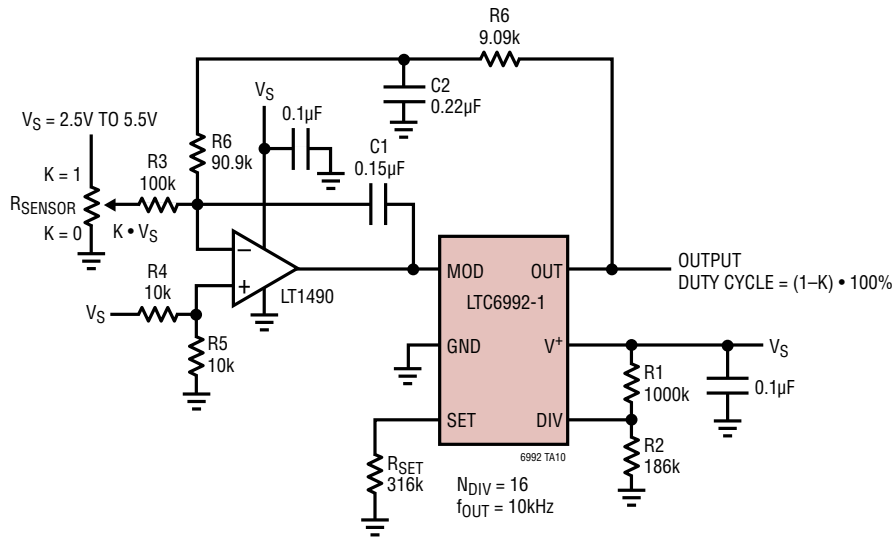 R6
9.09k
C2
0.22µF
VS
0.1µF
VS = 2.5V TO 5.5V
R6
90.9k
C1
0.15µF
K = 1
R3
100k
RSENSOR
K = 0
K • VS
–
+
LT1490
R4
10k
VS
R5
10k
MOD
OUT
LTC6992-1
GND
V+
SET
DIV
OUTPUT
DUTY CYCLE = (1–K) • 100%
VS
R1
1000k
0.1µF
R2
186k
6992 TA10
RSET
316k
NDIV = 16
fOUT = 10kHz